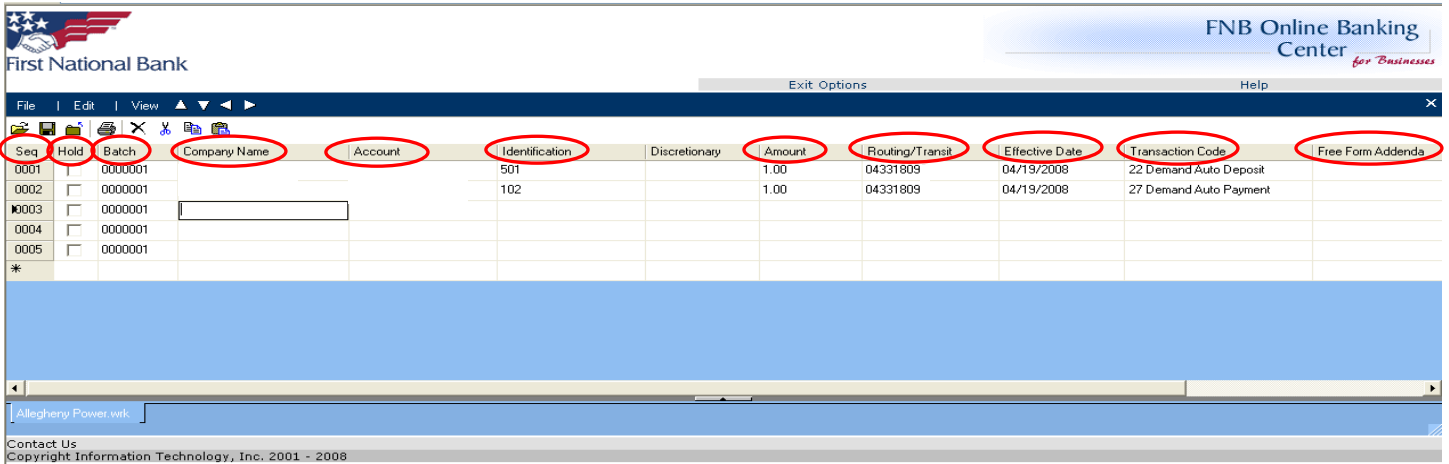 First National Bank
FNB Online Banking
Center
for Businesses
Exit Options Help
File | Edit | View
Seq Hold Batch Company Name Account Identification Discretionary Amount Routing/Transit Effective Date Transaction Code Free Form Addenda
0001 0000001 501 1.00 04331809 04/19/2008 22 Demand Auto Deposit
0002 0000001 102 1.00 04331809 04/19/2008 27 Demand Auto Payment
0003 0000001
0004 0000001
0005 0000001
*
Allegheny Power.wrk
Contact Us
Copyright Information Technology, Inc. 2001 - 2008